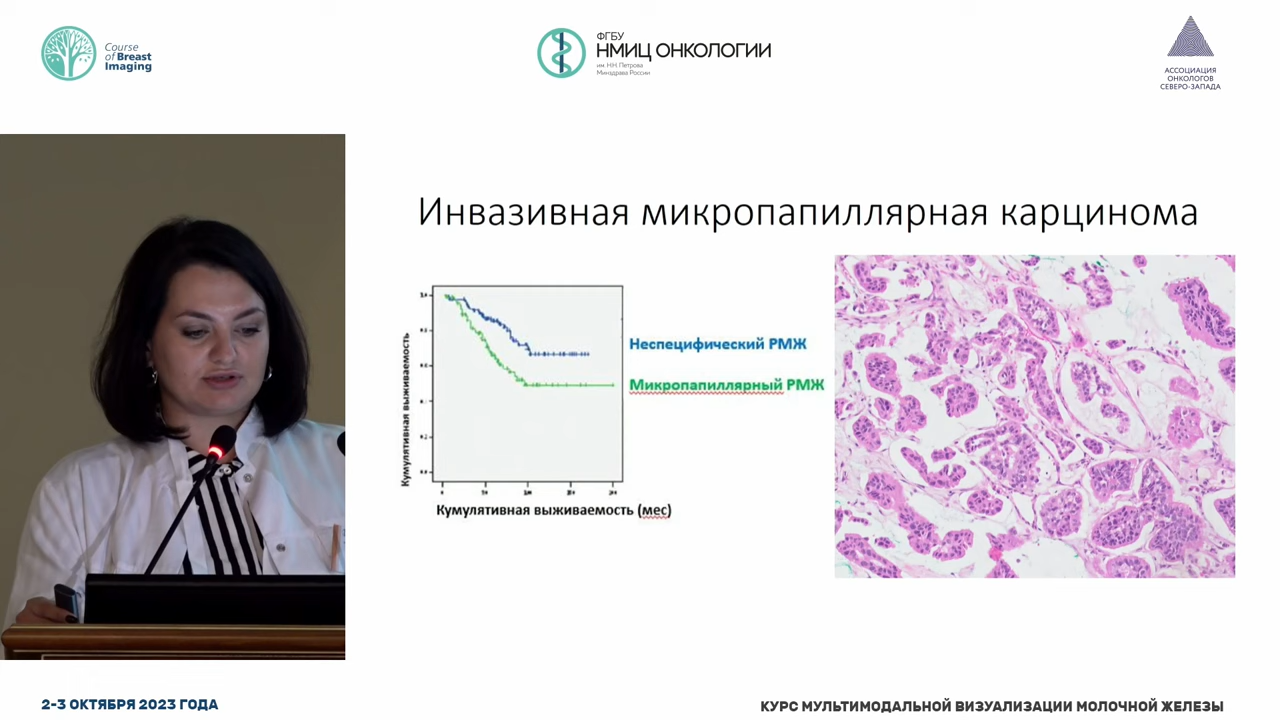 Course
of Breast
Imaging
ФГБУ
НМИЦ ОНКОЛОГИИ
им. Н.Н. Петрова
Минздрава России
АССОЦИАЦИЯ
ОНКОЛОГОВ
СЕВЕРО-ЗАПАДА
Инвазивная микропапиллярная карцинома
Кумулятивная выживаемость
Неспецифический РМЖ
Микропапиллярный РМЖ
Кумулятивная выживаемость (мес)
2-3 ОКТЯБРЯ 2023 ГОДА
КУРС МУЛЬТИМОДАЛЬНОЙ ВИЗУАЛИЗАЦИИ МОЛОЧНОЙ ЖЕЛЕЗЫ